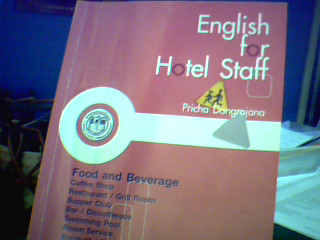 English
for
Hotel Staff
Pricha Dangrojana
Food and Beverage
Coffee Shop
Restaurant / Grill Room
Supper Club
Bar / Discotheque
Swimming Pool
Room Service